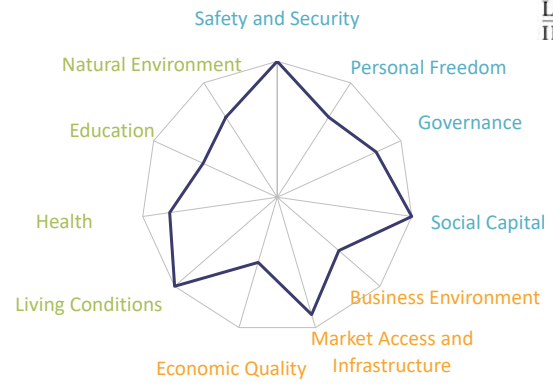 Safety and Security
Natural Environment
Personal Freedom
Education
Governance
Health
Social Capital
Living Conditions
Business Environment
Economic Quality
Market Access and
Infrastructure